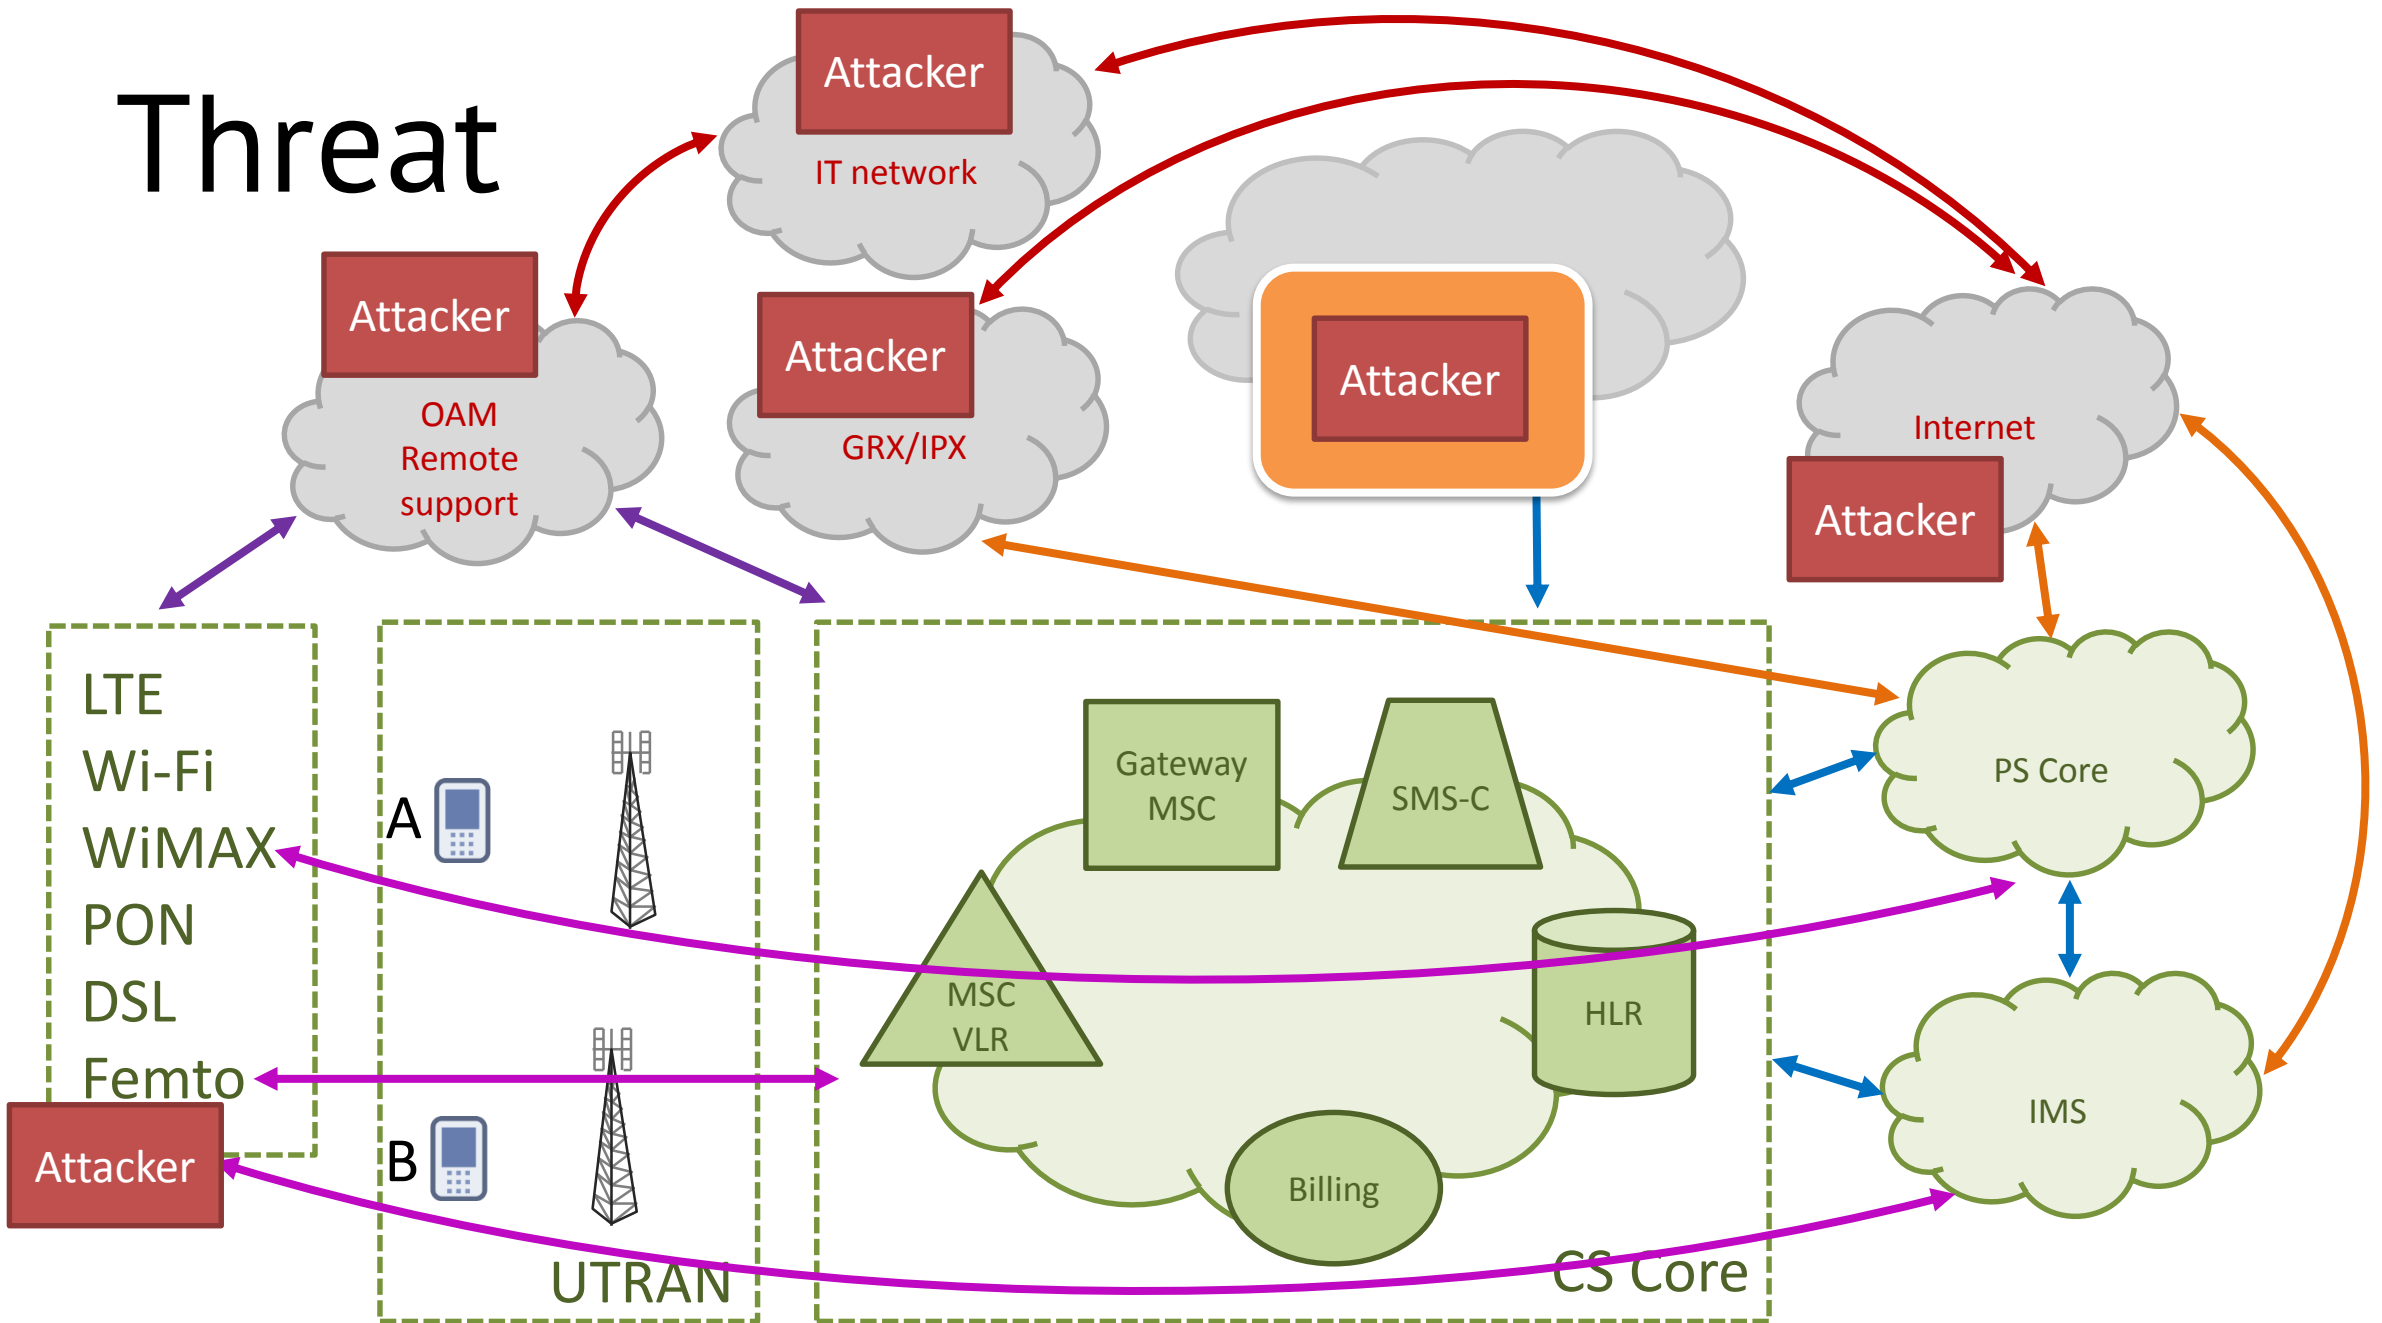 Threat
Attacker
IT network
Attacker
OAM
Remote
support
Attacker
GRX/IPX
Attacker
Internet
Attacker
LTE
Wi-Fi
WiMAX
PON
DSL
Femto
Attacker
A
B
UTRAN
Gateway
MSC
SMS-C
MSC
VLR
HLR
Billing
CS Core
PS Core
IMS